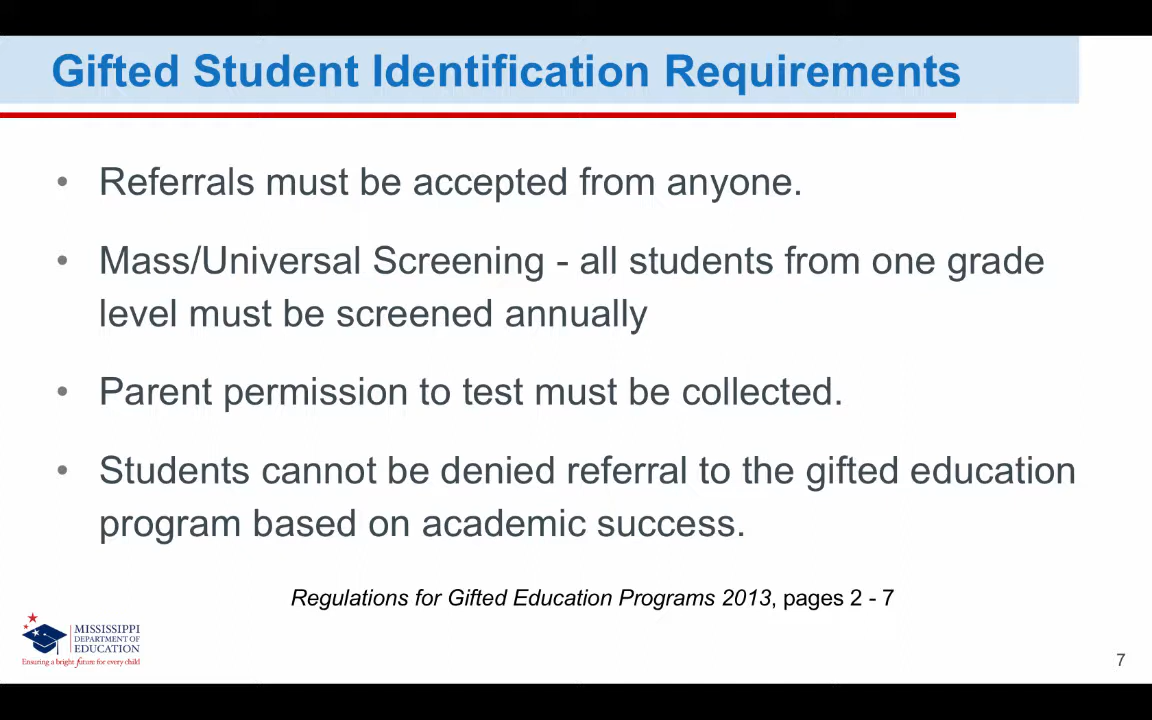 Gifted Student Identification Requirements
• Referrals must be accepted from anyone.
• Mass/Universal Screening - all students from one grade
level must be screened annually
• Parent permission to test must be collected.
• Students cannot be denied referral to the gifted education
program based on academic success.
Regulations for Gifted Education Programs 2013, pages 2 - 7
MISSISSIPPI
DEPARTMENT OF
EDUCATION
Ensuring a bright future for every child
7